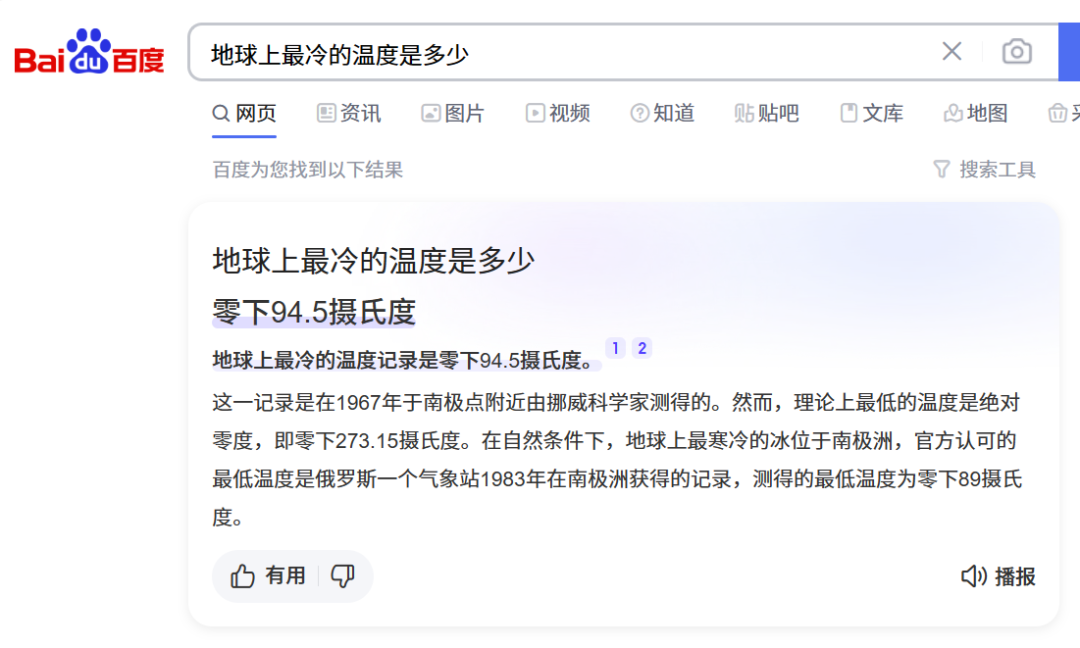 Bai du 百度
地球上最冷的温度是多少
网页 资讯 图片 视频 知道 贴吧 文库 地图
百度为您找到以下结果 搜索工具
地球上最冷的温度是多少
零下94.5摄氏度
地球上最冷的温度记录是零下94.5摄氏度。 1 2
这一记录是在1967年于南极点附近由挪威科学家测得的。然而，理论上最低的温度是绝对
零度，即零下273.15摄氏度。在自然条件下，地球上最寒冷的冰位于南极洲，官方认可的
最低温度是俄罗斯一个气象站1983年在南极洲获得的记录，测得的最低温度为零下89摄氏
度。
有用 播报